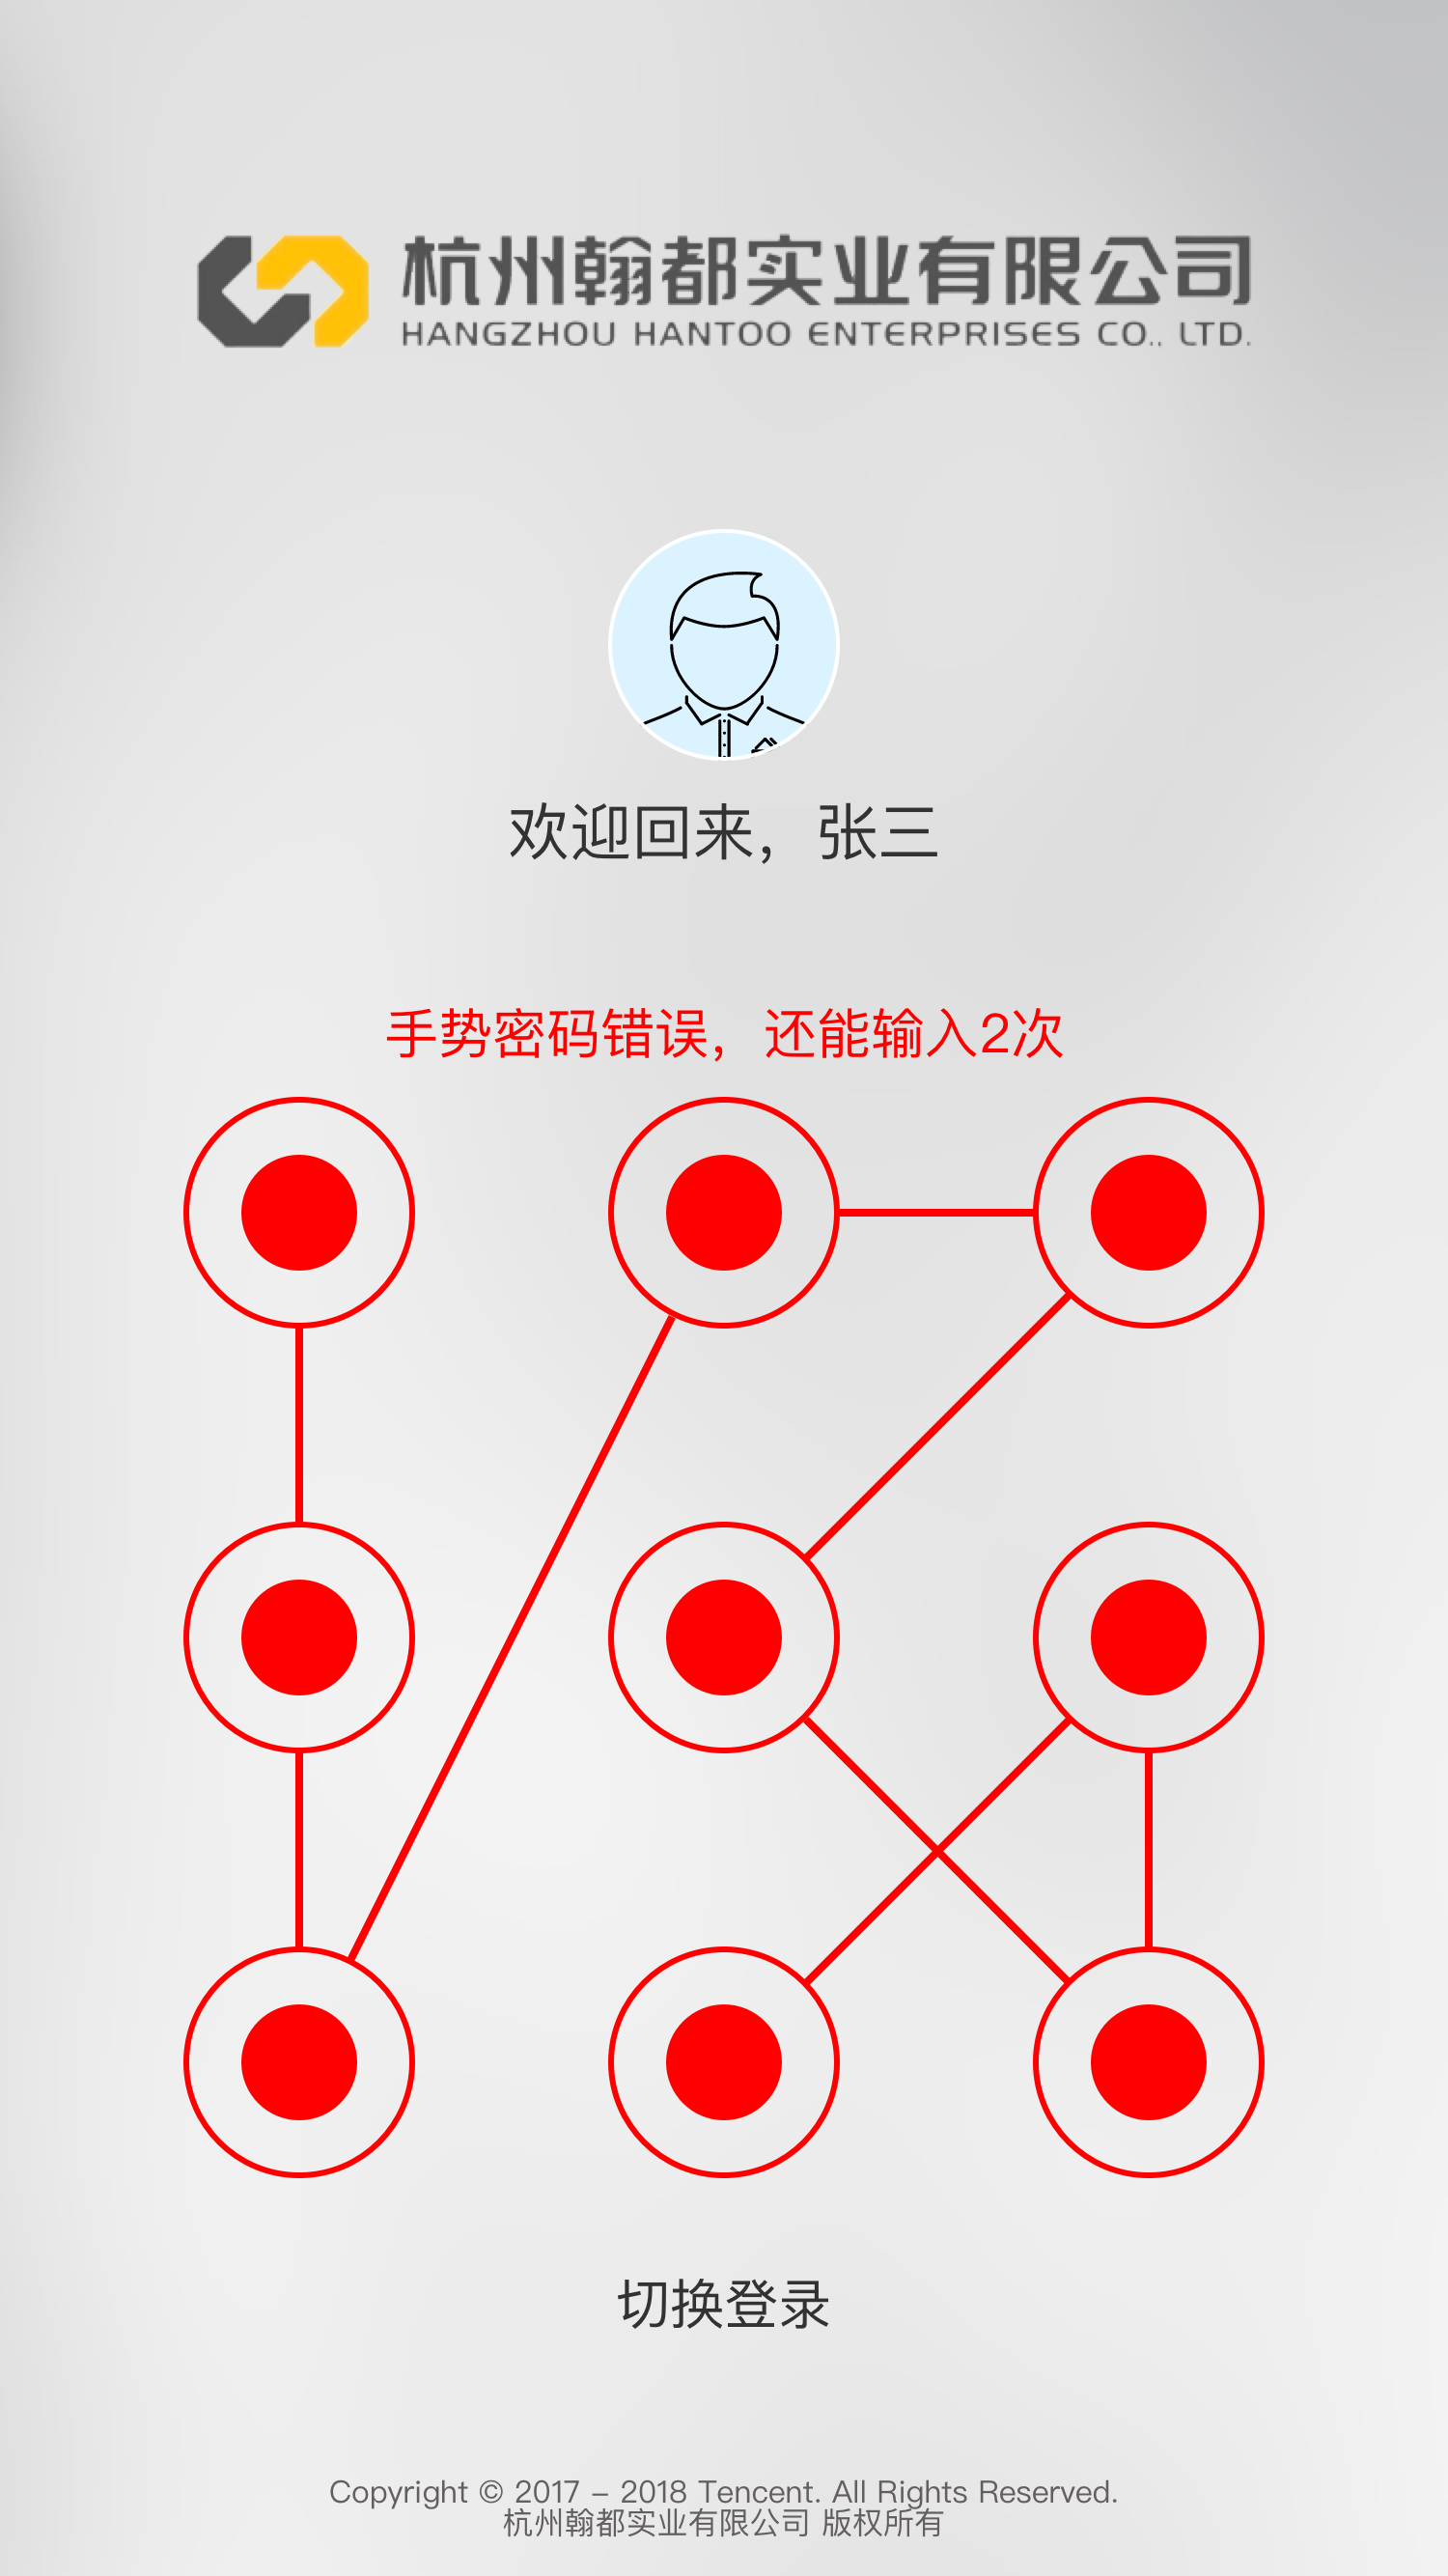 杭州翰都实业有限公司
HANGZHOU HANTOO ENTERPRISES CO., LTD.
欢迎回来，张三
手势密码错误，还能输入2次
切换登录
Copyright © 2017 – 2018 Tencent. All Rights Reserved.
杭州翰都实业有限公司 版权所有